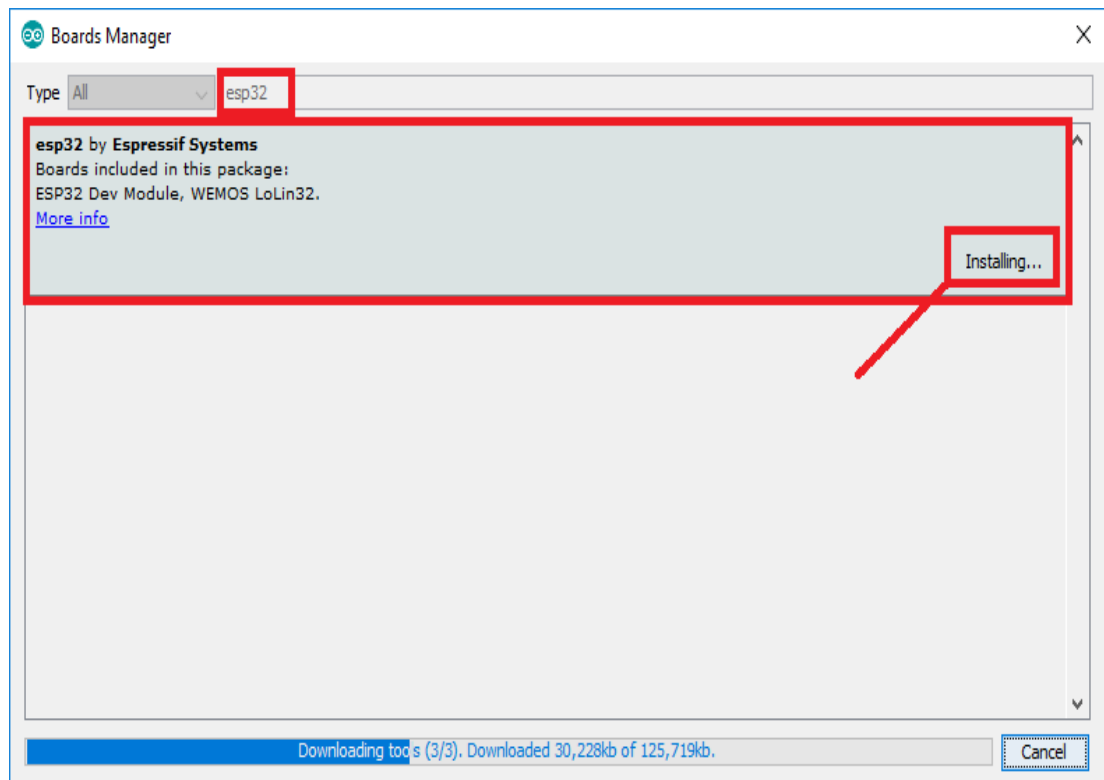 Boards Manager
Type All esp32
esp32 by Espressif Systems
Boards included in this package:
ESP32 Dev Module, WEMOS LoLin32.
More info
Installing...
Downloading tools (3/3). Downloaded 30,228kb of 125,719kb.
Cancel